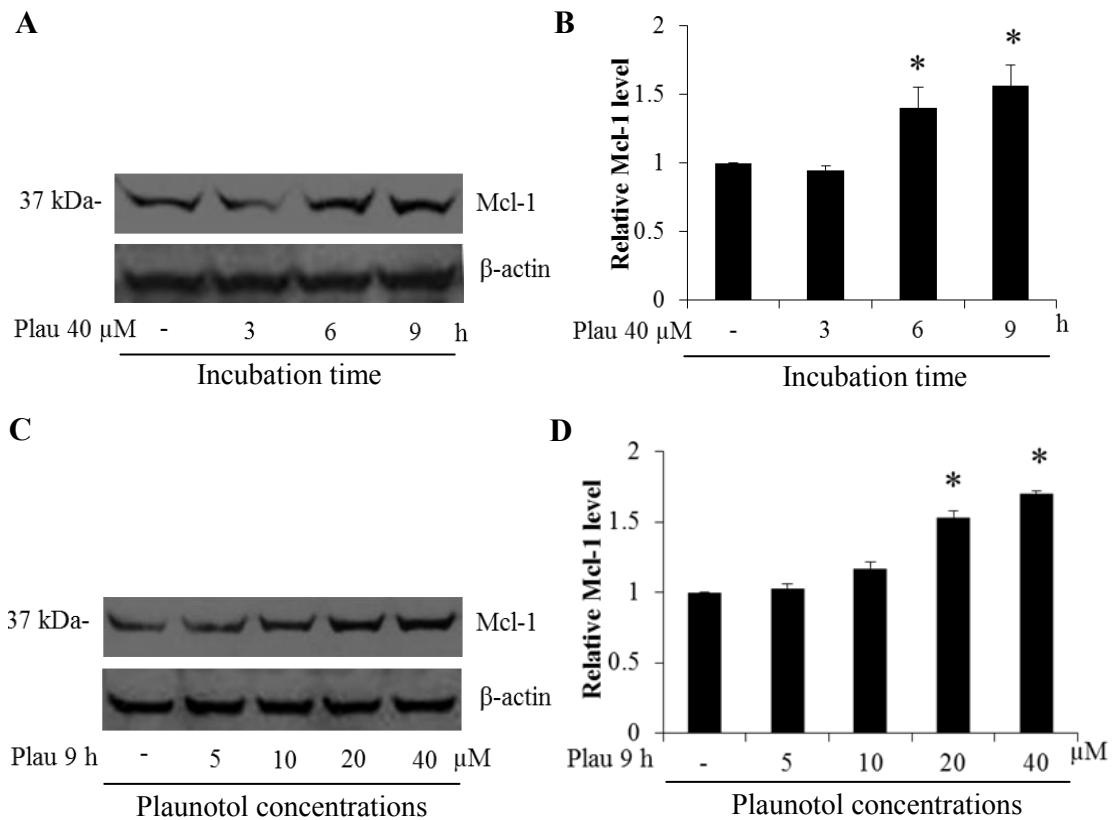 A
37 kDa-
Mcl-1
β-actin
Plau 40 µM - 3 6 9 h
Incubation time
B
Relative Mcl-1 level
2
1.5
1
0.5
0
* *
Plau 40 µM - 3 6 9 h
Incubation time
C
37 kDa-
Mcl-1
β-actin
Plau 9 h - 5 10 20 40 µM
Plaunotol concentrations
D
Relative Mcl-1 level
2
1.5
1
0.5
0
* *
Plau 9 h - 5 10 20 40 µM
Plaunotol concentrations